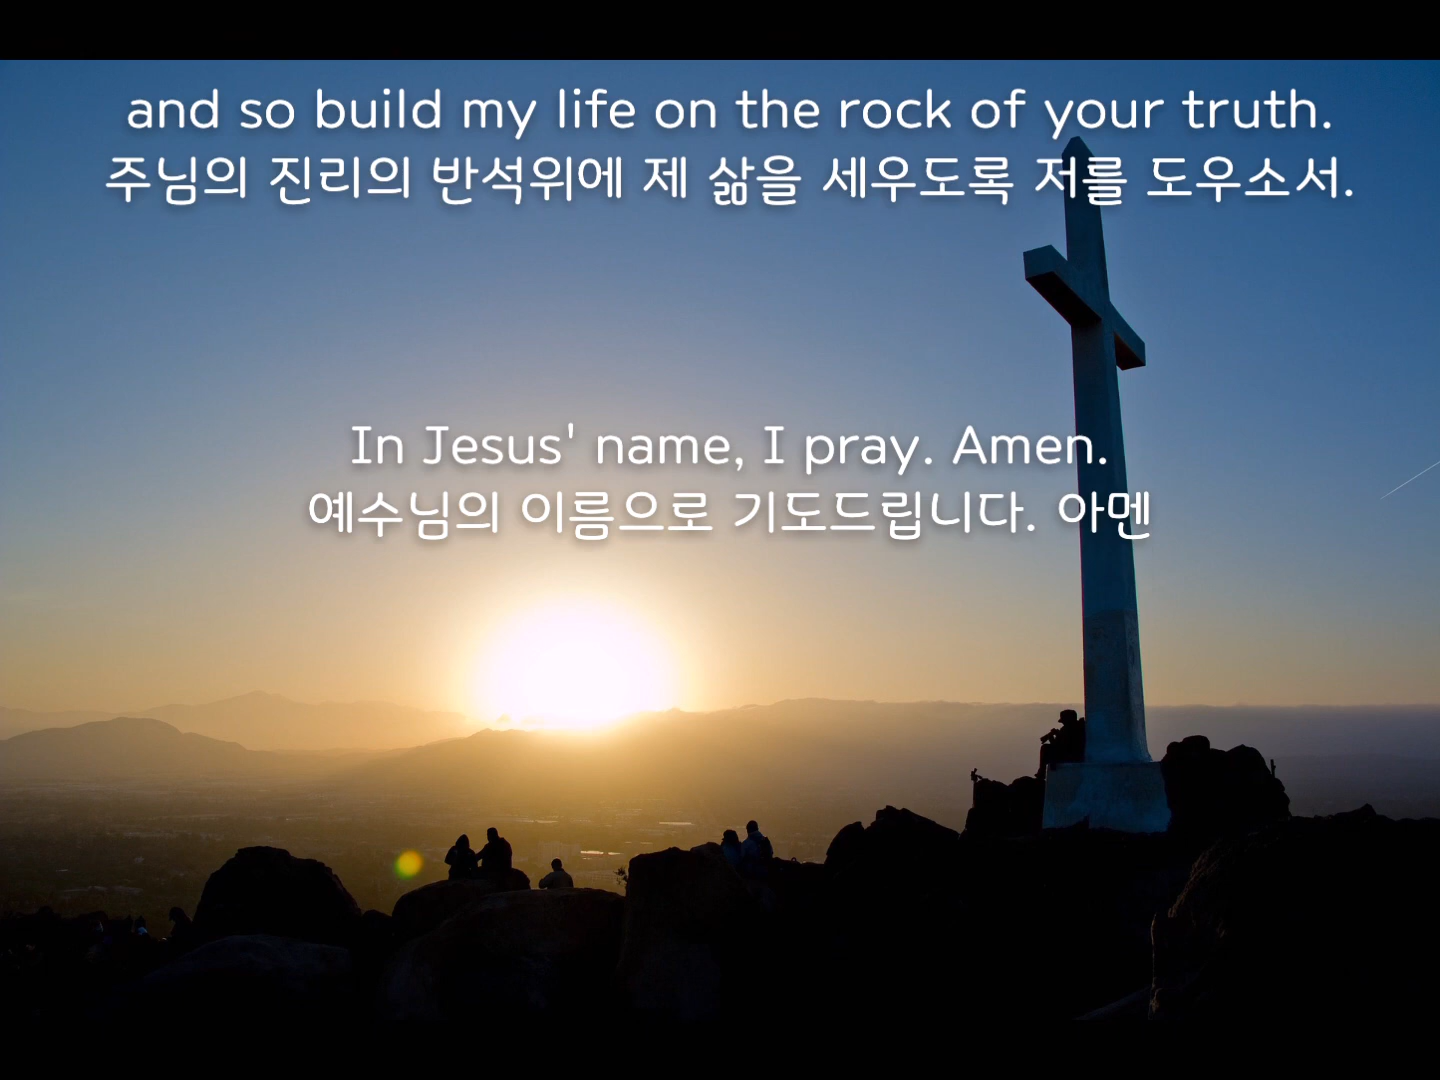 and so build my life on the rock of your truth.
주님의 진리의 반석위에 제 삶을 세우도록 저를 도우소서.
In Jesus' name, I pray. Amen.
예수님의 이름으로 기도드립니다. 아멘